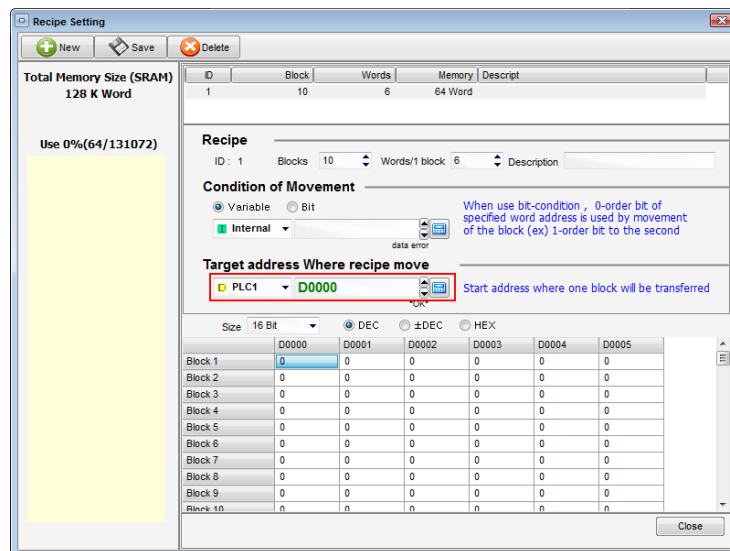 Recipe Setting
New Save Delete
Total Memory Size (SRAM)
128 K Word
Use 0%(64/131072)
ID Block Words Memory Descript
1 10 6 64 Word
Recipe
ID : 1 Blocks 10 Words/1 block 6 Description
Condition of Movement
Variable Bit
I Internal
data error
When use bit-condition , 0-order bit of
specified word address is used by movement
of the block (ex) 1-order bit to the second
Target address Where recipe move
D PLC1 D0000
"OK"
Start address where one block will be transferred
Size 16 Bit DEC ±DEC HEX
D0000 D0001 D0002 D0003 D0004 D0005
Block 1 0 0 0 0 0 0
Block 2 0 0 0 0 0 0
Block 3 0 0 0 0 0 0
Block 4 0 0 0 0 0 0
Block 5 0 0 0 0 0 0
Block 6 0 0 0 0 0 0
Block 7 0 0 0 0 0 0
Block 8 0 0 0 0 0 0
Block 9 0 0 0 0 0 0
Block 10 0 0 0 0 0 0
Close